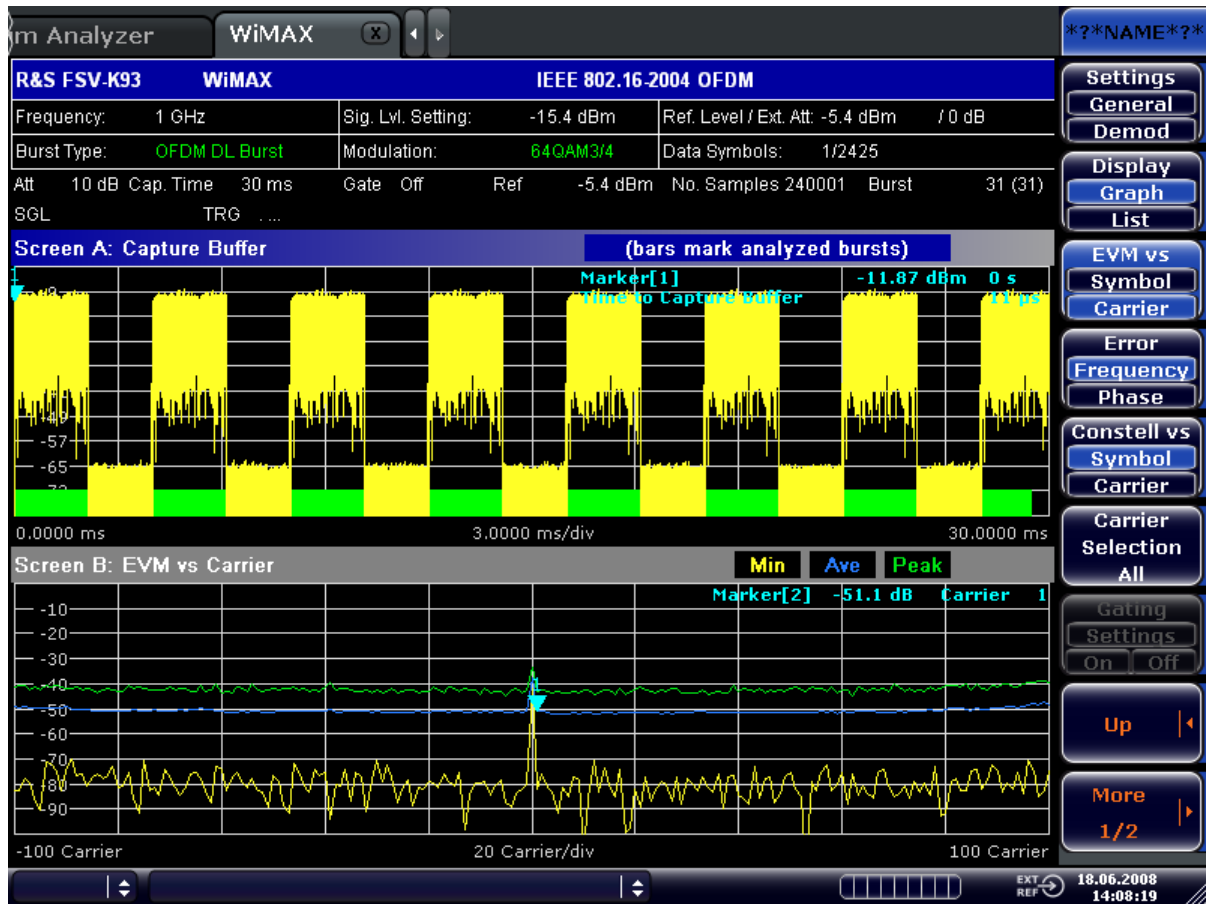 m Analyzer
WiMAX
X
*?*NAME*?*
R&S FSV-K93 WiMAX IEEE 802.16-2004 OFDM
Frequency: 1 GHz Sig. Lvl. Setting: -15.4 dBm Ref. Level / Ext. Att: -5.4 dBm / 0 dB
Burst Type: OFDM DL Burst Modulation: 64QAM3/4 Data Symbols: 1/2425
Att 10 dB Cap. Time 30 ms Gate Off Ref -5.4 dBm No. Samples 240001 Burst 31 (31)
SGL TRG . ...
Screen A: Capture Buffer (bars mark analyzed bursts)
1
Marker[1] -11.87 dBm 0 s
Time to Capture Buffer 11 µs
-49
-57
-65
-73
0.0000 ms 3.0000 ms/div 30.0000 ms
Screen B: EVM vs Carrier Min Ave Peak
Marker[2] -51.1 dB Carrier 1
-10
-20
-30
-40
1
-50
-60
-70
-80
-90
-100 Carrier 20 Carrier/div 100 Carrier
Settings
General
Demod
Display
Graph
List
EVM vs
Symbol
Carrier
Error
Frequency
Phase
Constell vs
Symbol
Carrier
Carrier
Selection
All
Gating
Settings
On Off
Up
More
1/2
EXT
REF
18.06.2008
14:08:19